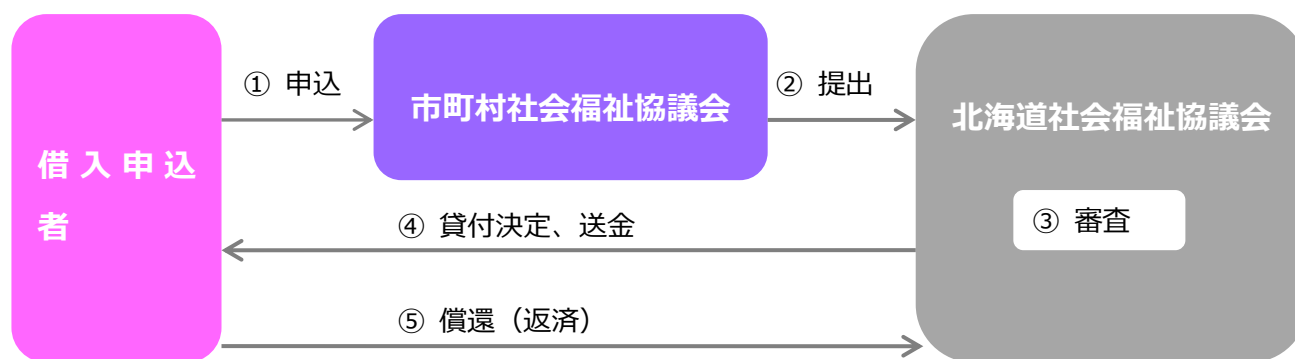 ① 申込
② 提出
市町村社会福祉協議会
北海道社会福祉協議会
借入申込
者
③ 審査
④ 貸付決定、送金
⑤ 償還（返済）